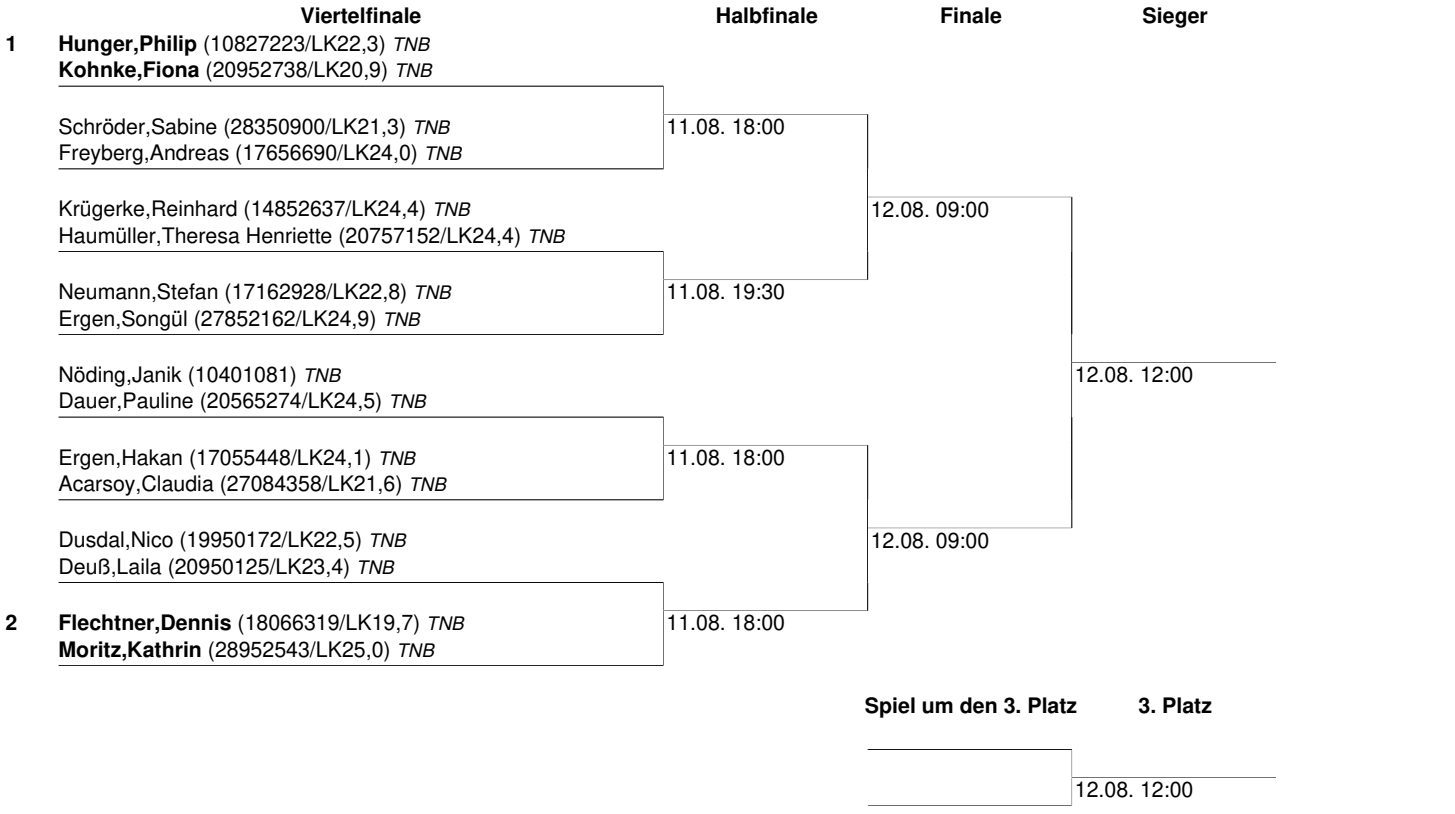 Viertelfinale Halbfinale Finale Sieger
1 Hunger,Philip (10827223/LK22,3) TNB
Kohnke,Fiona (20952738/LK20,9) TNB
Schröder,Sabine (28350900/LK21,3) TNB 11.08. 18:00
Freyberg,Andreas (17656690/LK24,0) TNB
Krügerke,Reinhard (14852637/LK24,4) TNB 12.08. 09:00
Haumüller,Theresa Henriette (20757152/LK24,4) TNB
Neumann,Stefan (17162928/LK22,8) TNB 11.08. 19:30
Ergen,Songül (27852162/LK24,9) TNB
Nöding,Janik (10401081) TNB 12.08. 12:00
Dauer,Pauline (20565274/LK24,5) TNB
Ergen,Hakan (17055448/LK24,1) TNB 11.08. 18:00
Acarsoy,Claudia (27084358/LK21,6) TNB
Dusdal,Nico (19950172/LK22,5) TNB 12.08. 09:00
Deuß,Laila (20950125/LK23,4) TNB
2 Flechtner,Dennis (18066319/LK19,7) TNB 11.08. 18:00
Moritz,Kathrin (28952543/LK25,0) TNB
Spiel um den 3. Platz 3. Platz
12.08. 12:00